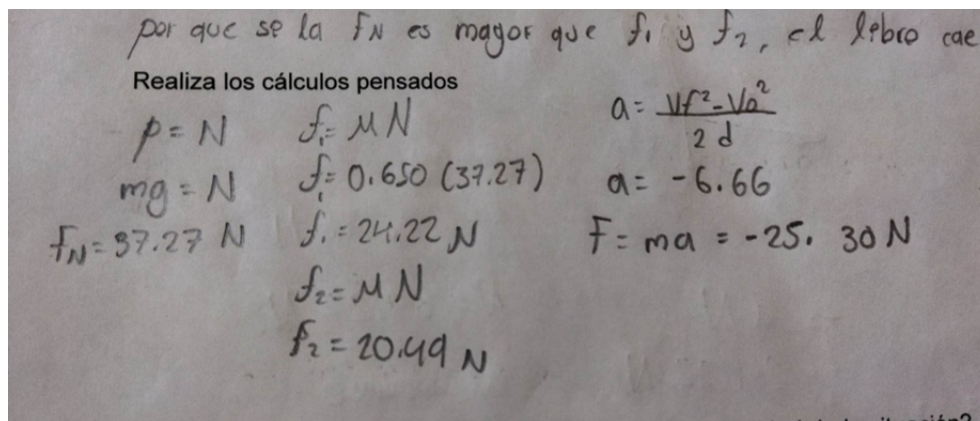 por que se la FN es mayor que f₁ y f₂, el libro cae
Realiza los cálculos pensados
p = N
mg = N
FN = 37.27 N
f₁ = μN
f₁ = 0.650 (37.27)
f₁ = 24.22 N
f₂ = μN
f₂ = 20.49 N
a = Vf² - Vo² / 2d
a = -6.66
F = ma = -25.30 N